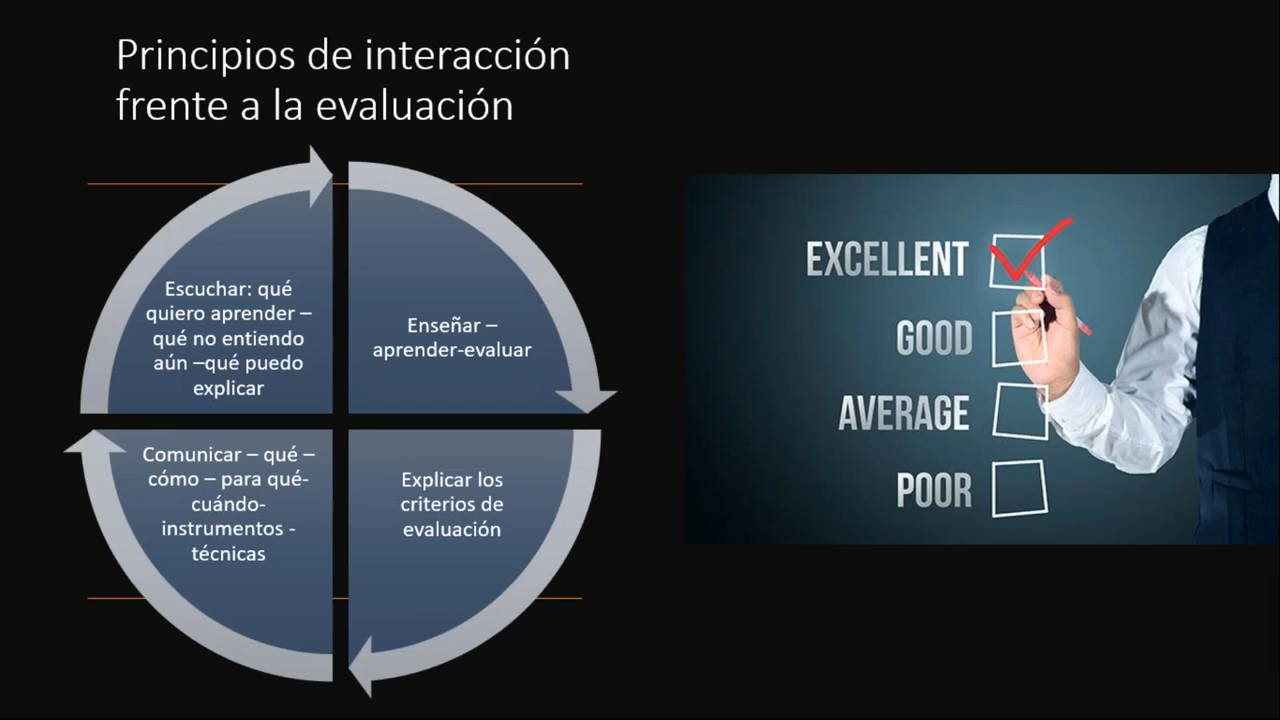 Principios de interacción
frente a la evaluación
Escuchar: qué
quiero aprender –
qué no entiendo
aún –qué puedo
explicar
Enseñar –
aprender-evaluar
Comunicar – qué –
cómo – para qué-
cuándo-
instrumentos -
técnicas
Explicar los
criterios de
evaluación
EXCELLENT
GOOD
AVERAGE
POOR